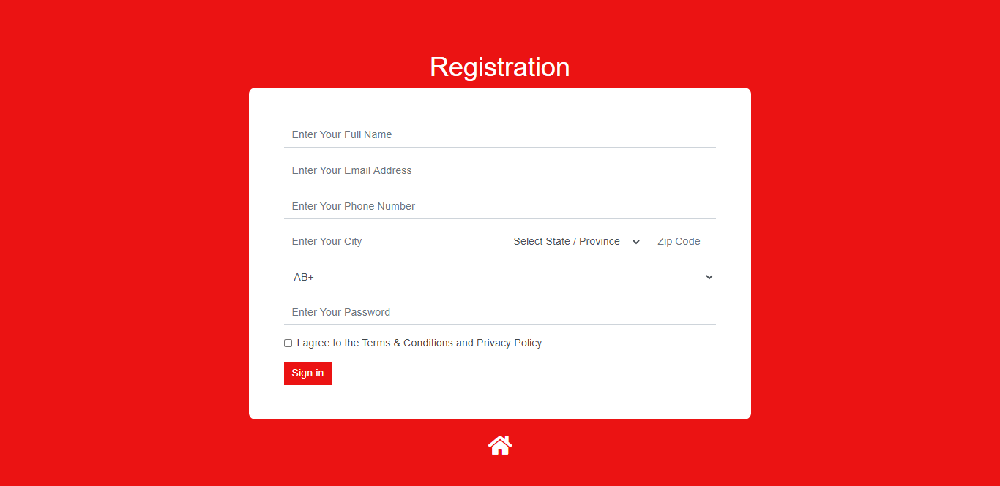 Registration
Enter Your Full Name
Enter Your Email Address
Enter Your Phone Number
Enter Your City Select State / Province Zip Code
AB+
Enter Your Password
I agree to the Terms & Conditions and Privacy Policy.
Sign in